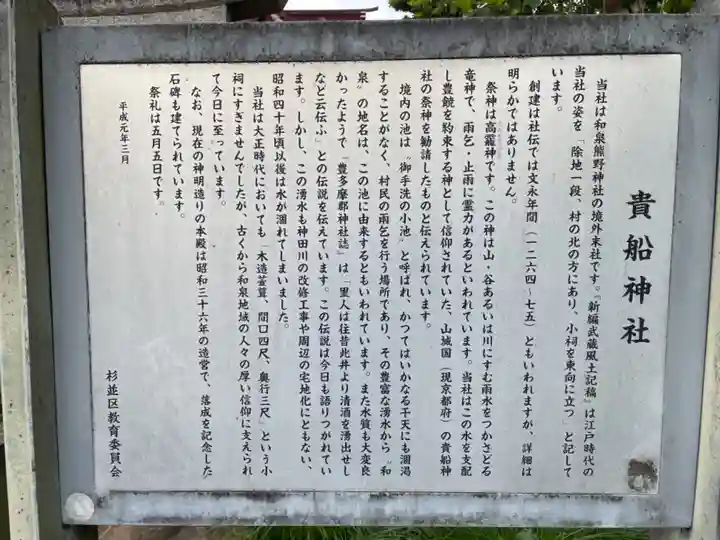 貴船神社
当社は和泉熊野神社の境外末社です。『新編武蔵風土記稿』は江戸時代の
当社の姿を「除地一段、村の北の方にあり、小祠を東向に立つ」と記して
います。
創建は社伝では文永年間（一二六四〜七五）ともいわれますが、詳細は
明らかではありません。
祭神は高龗神です。この神は山・谷あるいは川にすむ雨水をつかさどる
竜神で、雨乞・止雨に霊力があるといわれています。当社はこの水を支配
し豊饒を約束する神として信仰されていた、山城国（現京都府）の貴船神
社の祭神を勧請したものと伝えられています。
境内の池は〝御手洗の小池〟と呼ばれ、かつてはいかなる干天にも涸渇
することがなく、村民の雨乞を行う場所であり、その豊富な湧水から〝和
泉〟の地名は、この池に由来するともいわれています。また水質も大変良
かったようで「豊多摩郡神社誌」は「里人は往昔此井より清酒を湧出せし
など云伝ふ」との伝説を伝えています。この伝説は今日も語りつがれてい
ます。しかし、この湧水も神田川の改修工事や周辺の宅地化にともない、
昭和四十年頃以後は水が涸れてしまいました。
当社は大正時代においても「木造萱葺、間口四尺、奥行三尺」という小
祠にすぎませんでしたが、古くから和泉地域の人々の厚い信仰に支えられ
て今日に至っています。
なお、現在の神明造りの本殿は昭和三十六年の造営で、落成を記念した
石碑も建てられています。
祭礼は五月五日です。
平成元年三月
杉並区教育委員会